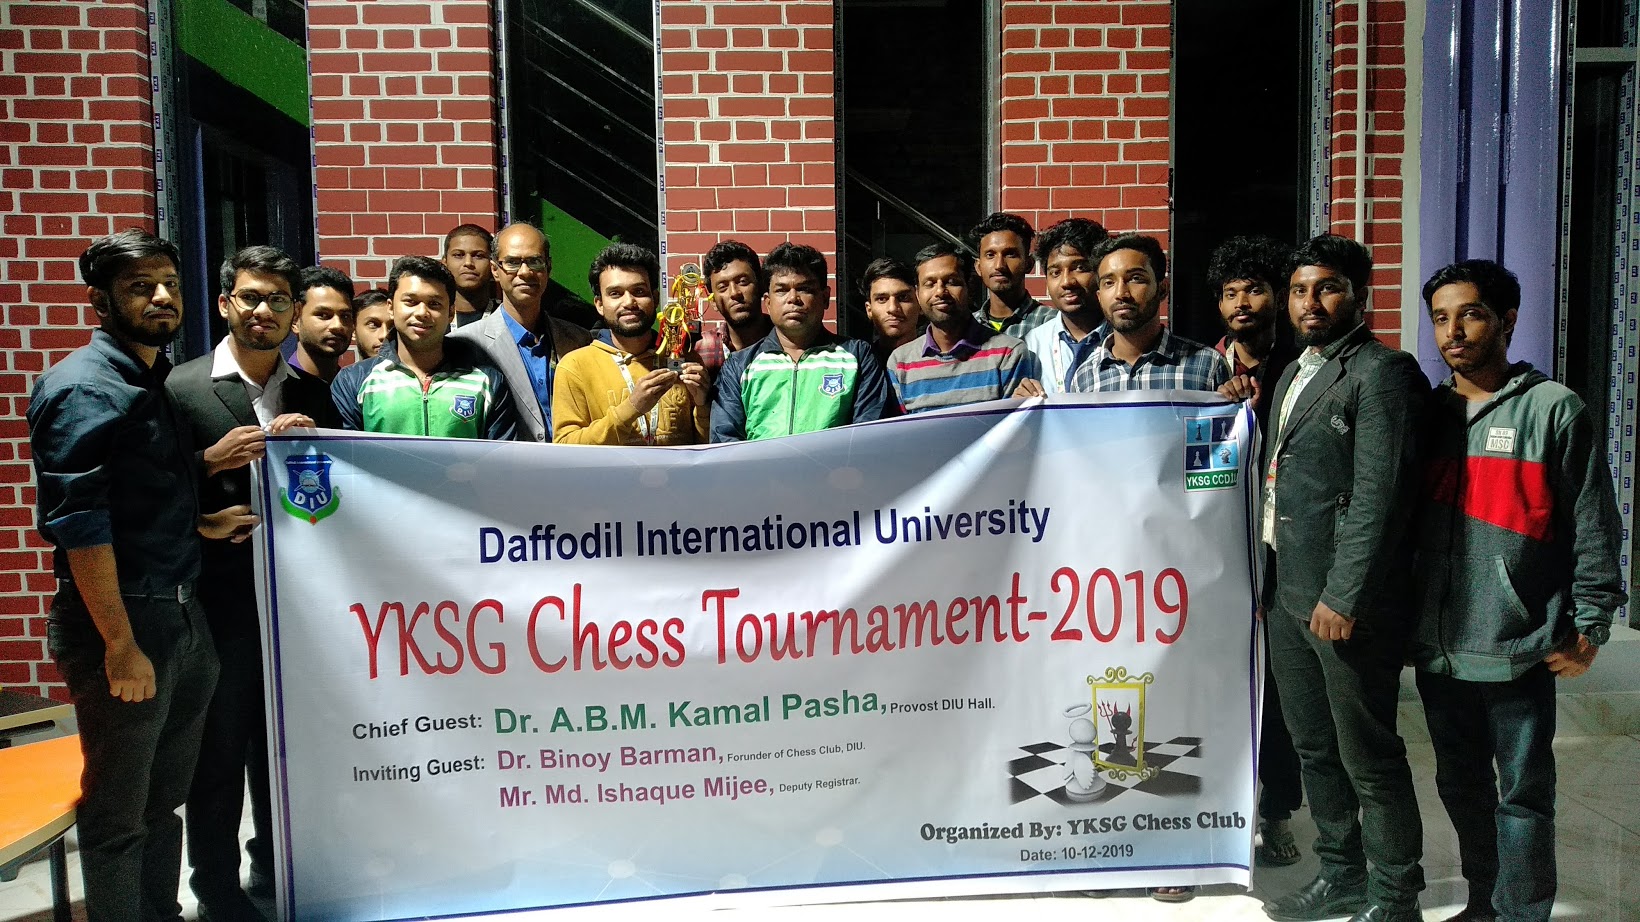 DIU
YKSG CCDIU
Daffodil International University
YKSG Chess Tournament-2019
Chief Guest: Dr. A.B.M. Kamal Pasha, Provost DIU Hall.
Inviting Guest: Dr. Binoy Barman, Forunder of Chess Club, DIU.
Mr. Md. Ishaque Mijee, Deputy Registrar.
Organized By: YKSG Chess Club
Date: 10-12-2019
DIU
DIU
MSD